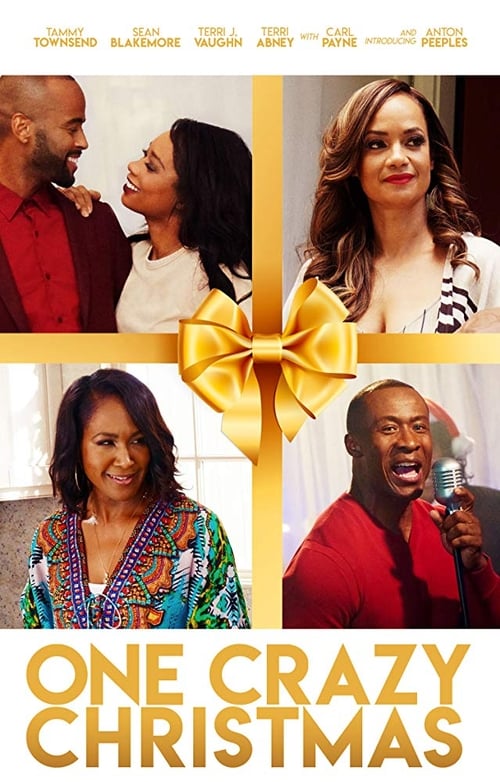 TAMMY TOWNSEND SEAN BLAKEMORE TERRI J. VAUGHN TERRI ABNEY WITH CARL PAYNE AND INTRODUCING ANTON PEEPLES
ONE CRAZY
CHRISTMAS